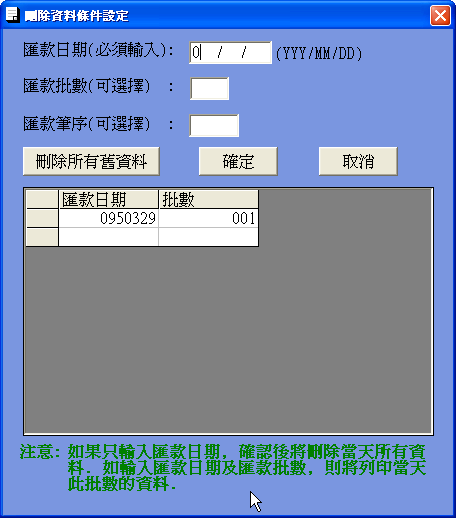 刪除資料條件設定
匯款日期(必須輸入): 0 / / (YYY/MM/DD)
匯款批數(可選擇) :
匯款筆序(可選擇) :
刪除所有舊資料 確定 取消
匯款日期 批數
0950329 001
注意: 如果只輸入匯款日期, 確認後將刪除當天所有資
料. 如輸入匯款日期及匯款批數, 則將列印當天
此批數的資料.